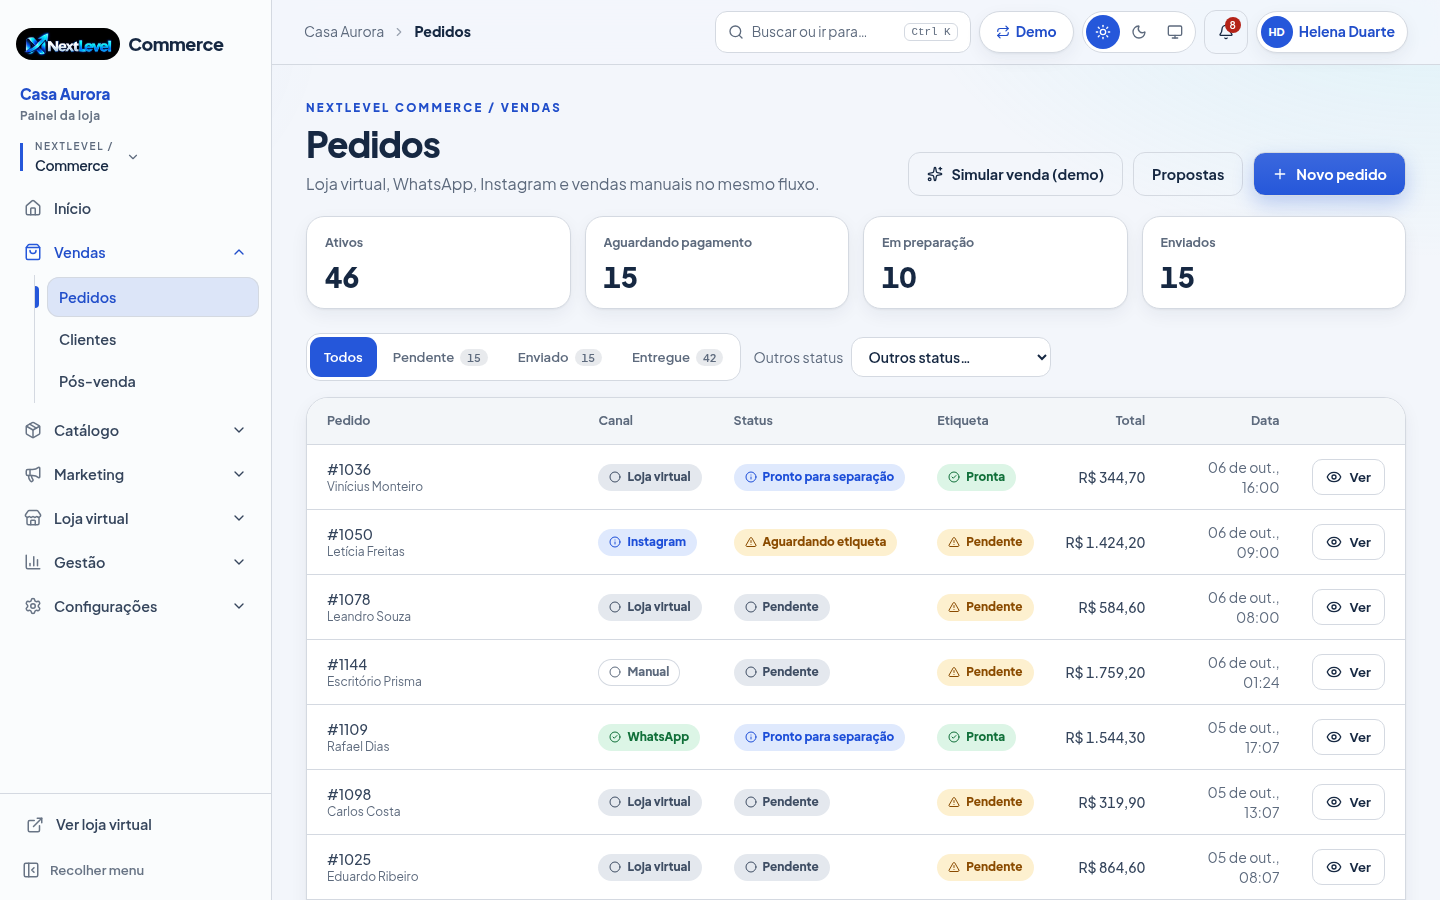 NextLevel Commerce
Casa Aurora
Painel da loja
NEXTLEVEL /
Commerce
Início
Vendas
Pedidos
Clientes
Pós-venda
Catálogo
Marketing
Loja virtual
Gestão
Configurações
Ver loja virtual
Recolher menu
Casa Aurora > Pedidos
Buscar ou ir para... Ctrl K
Demo
8
HD Helena Duarte
NEXTLEVEL COMMERCE / VENDAS
Pedidos
Loja virtual, WhatsApp, Instagram e vendas manuais no mesmo fluxo.
Simular venda (demo)
Propostas
+ Novo pedido
Ativos
46
Aguardando pagamento
15
Em preparação
10
Enviados
15
Todos Pendente 15 Enviado 15 Entregue 42 Outros status Outros status...
Pedido Canal Status Etiqueta Total Data
#1036
Vinícius Monteiro
Loja virtual Pronto para separação Pronta R$ 344,70 06 de out., 16:00 Ver
#1050
Letícia Freitas
Instagram Aguardando etiqueta Pendente R$ 1.424,20 06 de out., 09:00 Ver
#1078
Leandro Souza
Loja virtual Pendente Pendente R$ 584,60 06 de out., 08:00 Ver
#1144
Escritório Prisma
Manual Pendente Pendente R$ 1.759,20 06 de out., 01:24 Ver
#1109
Rafael Dias
WhatsApp Pronto para separação Pronta R$ 1.544,30 05 de out., 17:07 Ver
#1098
Carlos Costa
Loja virtual Pendente Pendente R$ 319,90 05 de out., 13:07 Ver
#1025
Eduardo Ribeiro
Loja virtual Pendente Pendente R$ 864,60 05 de out., 08:07 Ver